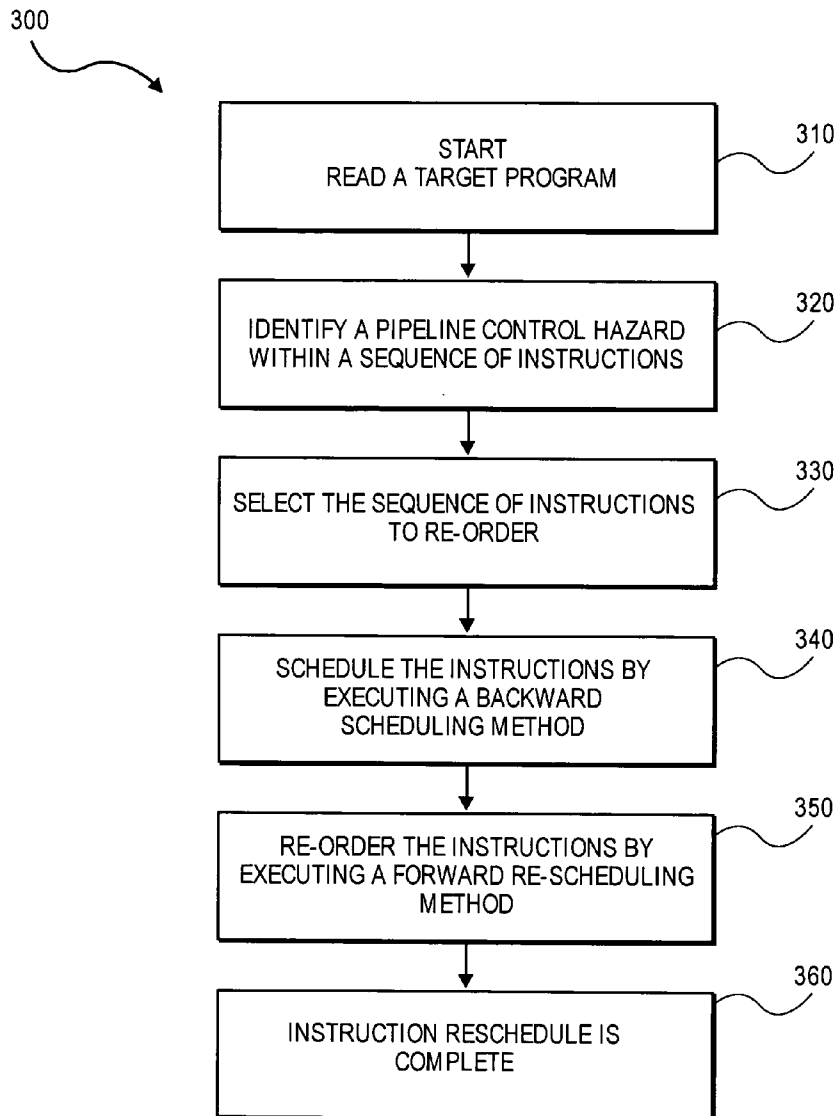 300
START
READ A TARGET PROGRAM
310
IDENTIFY A PIPELINE CONTROL HAZARD
WITHIN A SEQUENCE OF INSTRUCTIONS
320
SELECT THE SEQUENCE OF INSTRUCTIONS
TO RE-ORDER
330
SCHEDULE THE INSTRUCTIONS BY
EXECUTING A BACKWARD
SCHEDULING METHOD
340
RE-ORDER THE INSTRUCTIONS BY
EXECUTING A FORWARD RE-SCHEDULING
METHOD
350
INSTRUCTION RESCHEDULE IS
COMPLETE
360